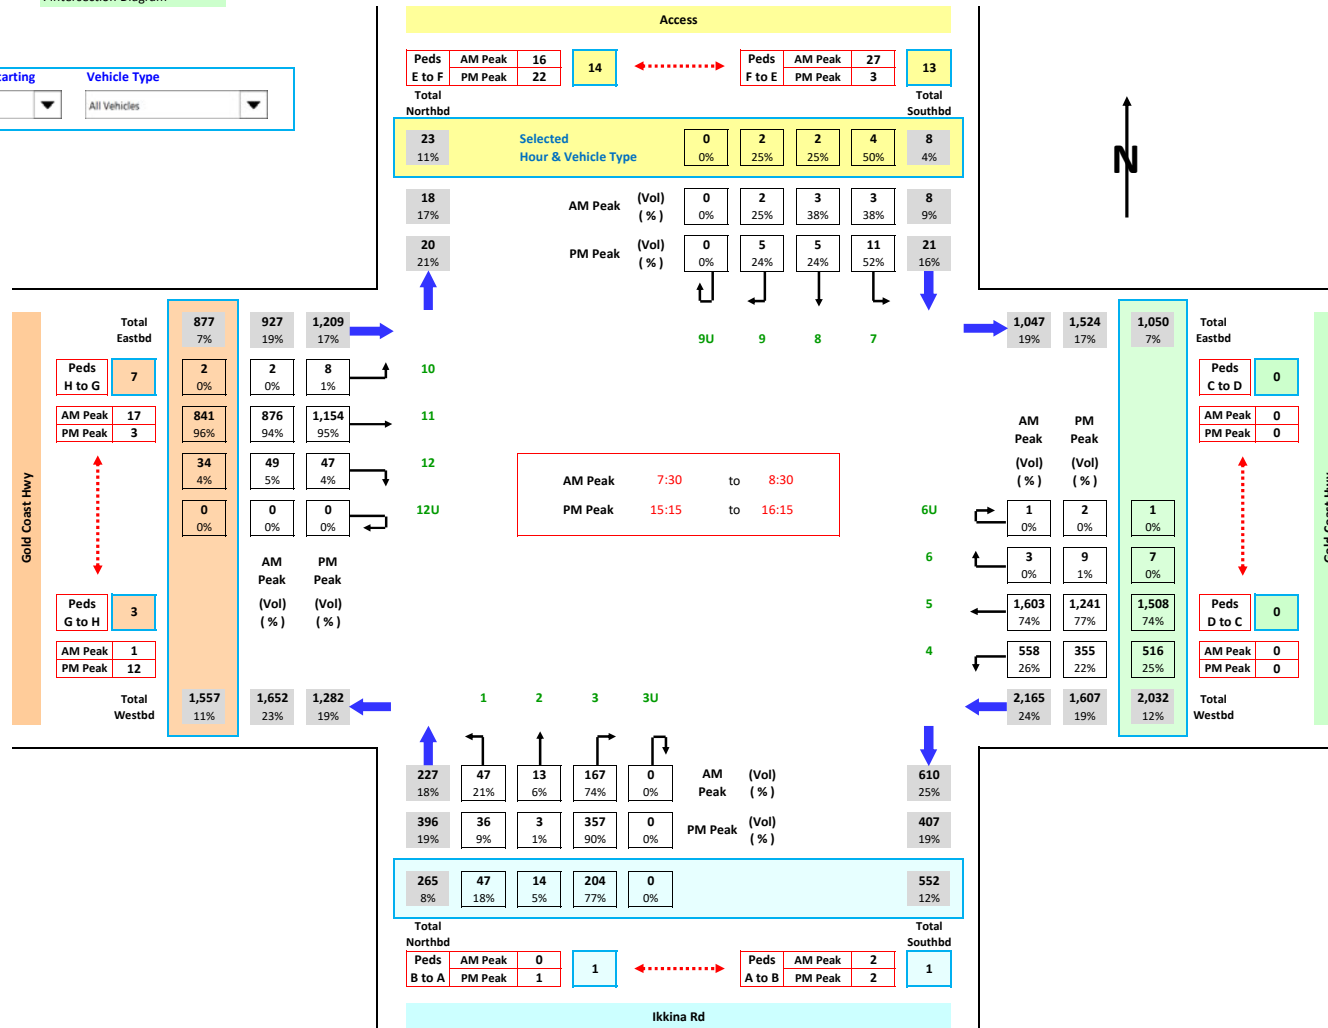 Access
Peds AM Peak 16
E to F PM Peak 22
14
Peds AM Peak 27
F to E PM Peak 3
13
arting Vehicle Type
All Vehicles
Total
Northbd
Total
Southbd
23 Selected 0 2 2 4 8
11% Hour & Vehicle Type 0% 25% 25% 50% 4%
N
18 AM Peak (Vol) 0 2 3 3 8
17% ( % ) 0% 25% 38% 38% 9%
20 PM Peak (Vol) 0 5 5 11 21
21% ( % ) 0% 24% 24% 52% 16%
9U 9 8 7
Gold Coast Hwy
Total 877 927 1,209
Eastbd 7% 19% 17%
Peds 7 2 2 8 10
H to G 0% 0% 1%
AM Peak 17 841 876 1,154 11
PM Peak 3 96% 94% 95%
34 49 47 12
4% 5% 4%
0 0 0 12U
0% 0% 0%
AM PM
Peak Peak
(Vol) (Vol)
( % ) ( % )
Peds 3
G to H
AM Peak 1
PM Peak 12
Total 1,557 1,652 1,282
Westbd 11% 23% 19%
AM Peak 7:30 to 8:30
PM Peak 15:15 to 16:15
1,047 1,524 1,050 Total
19% 17% 7% Eastbd
Peds 0
C to D
AM PM AM Peak 0
Peak Peak PM Peak 0
(Vol) (Vol)
( % ) ( % )
6U 1 2 1
0% 0% 0%
6 3 9 7
0% 1% 0%
5 1,603 1,241 1,508 Peds 0
74% 77% 74% D to C
4 558 355 516 AM Peak 0
26% 22% 25% PM Peak 0
2,165 1,607 2,032 Total
24% 19% 12% Westbd
1 2 3 3U
227 47 13 167 0 AM (Vol) 610
18% 21% 6% 74% 0% Peak ( % ) 25%
396 36 3 357 0 PM Peak (Vol) 407
19% 9% 1% 90% 0% ( % ) 19%
265 47 14 204 0 552
8% 18% 5% 77% 0% 12%
Total
Northbd
Total
Southbd
Peds AM Peak 0
B to A PM Peak 1
1
Peds AM Peak 2
A to B PM Peak 2
1
Ikkina Rd